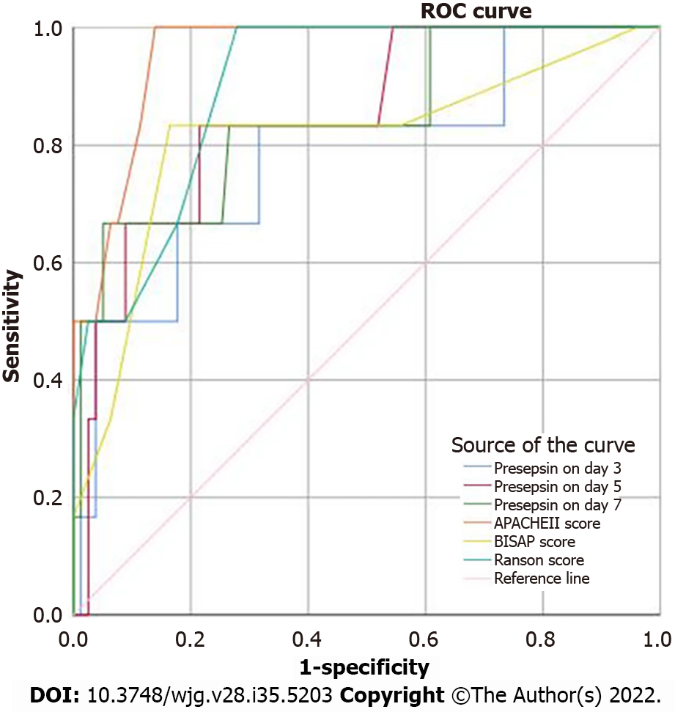 ROC curve
1.0
0.8
0.6
0.4
0.2
0.0
Sensitivity
Source of the curve
Presepsin on day 3
Presepsin on day 5
Presepsin on day 7
APACHEII score
BISAP score
Ranson score
Reference line
0.0 0.2 0.4 0.6 0.8 1.0
1-specificity
DOI: 10.3748/wjg.v28.i35.5203 Copyright ©The Author(s) 2022.